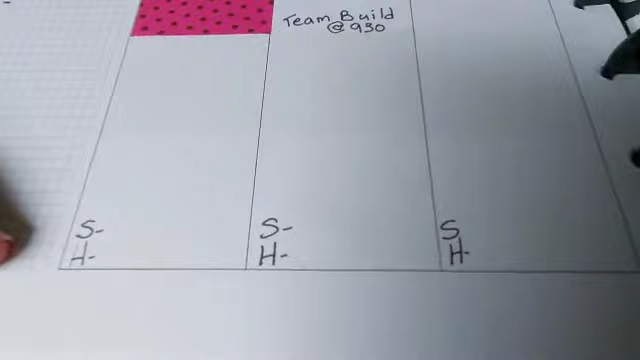 Team Build
@ 930
S-
H-
S-
H-
S
H-